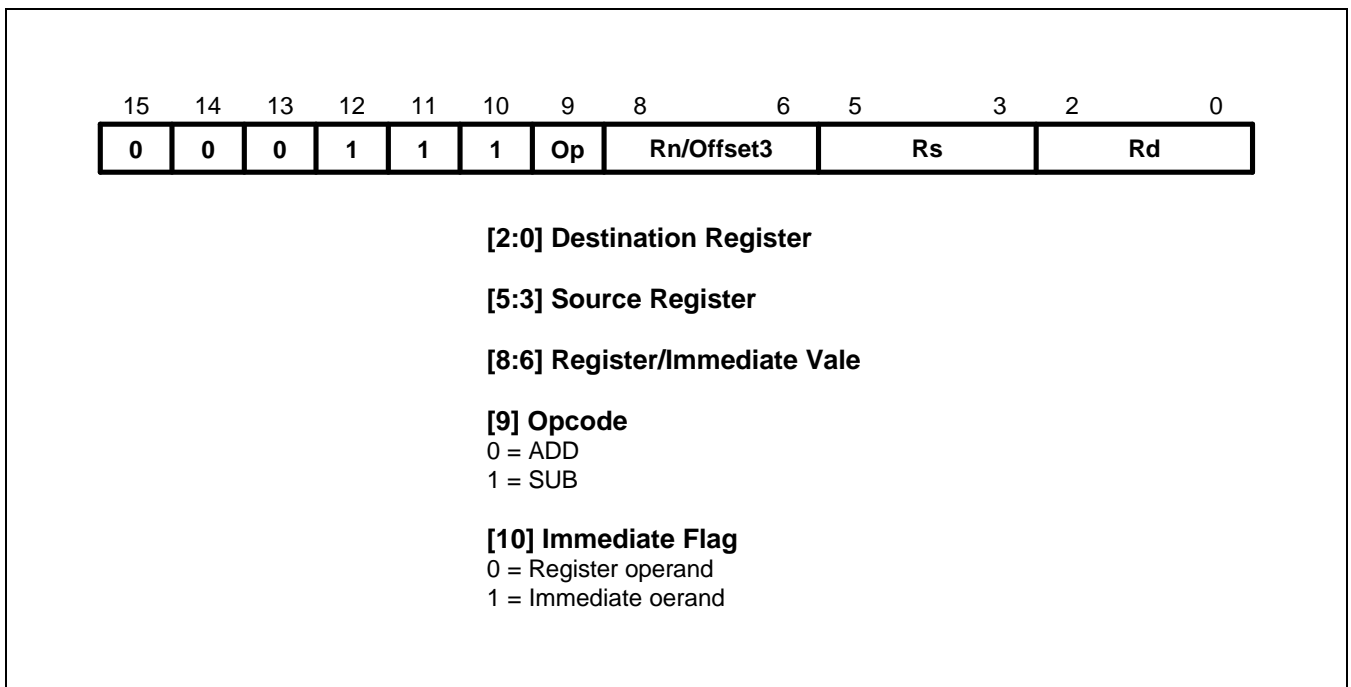 15 14 13 12 11 10 9 8 6 5 3 2 0
0 0 0 1 1 1 Op Rn/Offset3 Rs Rd
[2:0] Destination Register
[5:3] Source Register
[8:6] Register/Immediate Vale
[9] Opcode
0 = ADD
1 = SUB
[10] Immediate Flag
0 = Register operand
1 = Immediate oerand